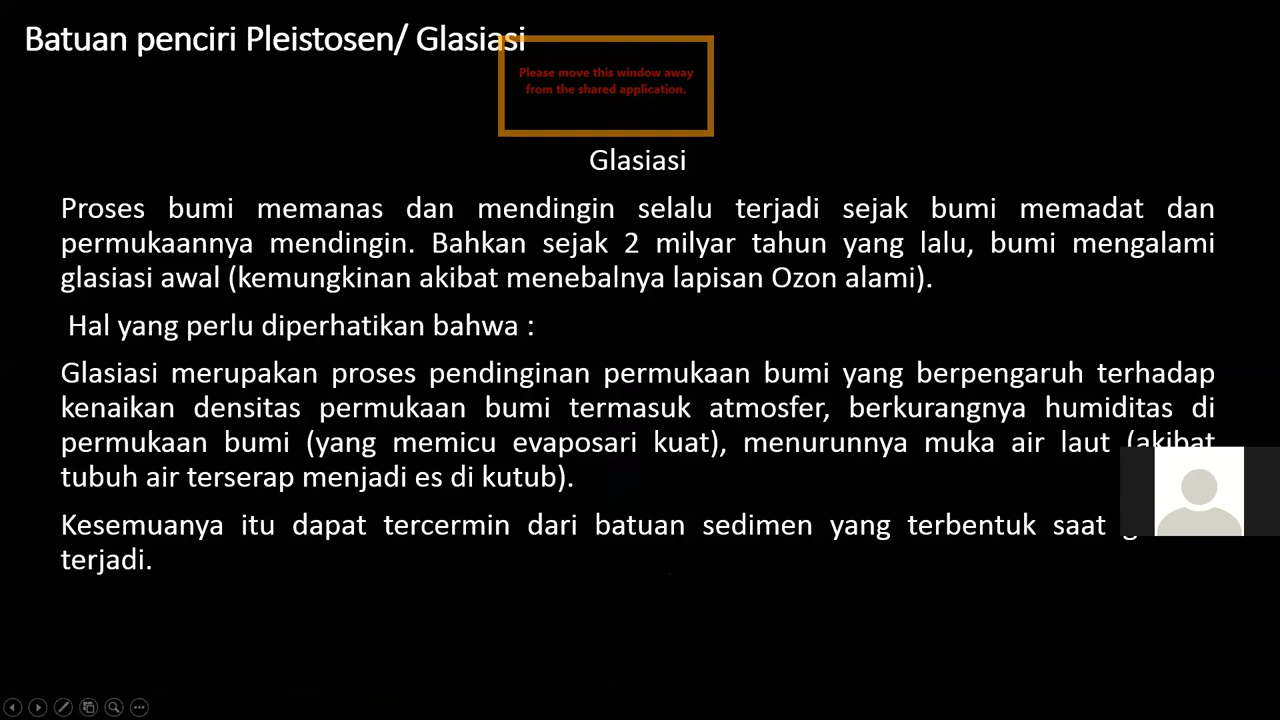 Batuan penciri Pleistosen/ Glasiasi
Please move this window away
from the shared application.
Glasiasi
Proses bumi memanas dan mendingin selalu terjadi sejak bumi memadat dan
permukaannya mendingin. Bahkan sejak 2 milyar tahun yang lalu, bumi mengalami
glasiasi awal (kemungkinan akibat menebalnya lapisan Ozon alami).
Hal yang perlu diperhatikan bahwa :
Glasiasi merupakan proses pendinginan permukaan bumi yang berpengaruh terhadap
kenaikan densitas permukaan bumi termasuk atmosfer, berkurangnya humiditas di
permukaan bumi (yang memicu evaposari kuat), menurunnya muka air laut (akibat
tubuh air terserap menjadi es di kutub).
Kesemuanya itu dapat tercermin dari batuan sedimen yang terbentuk saat
terjadi.